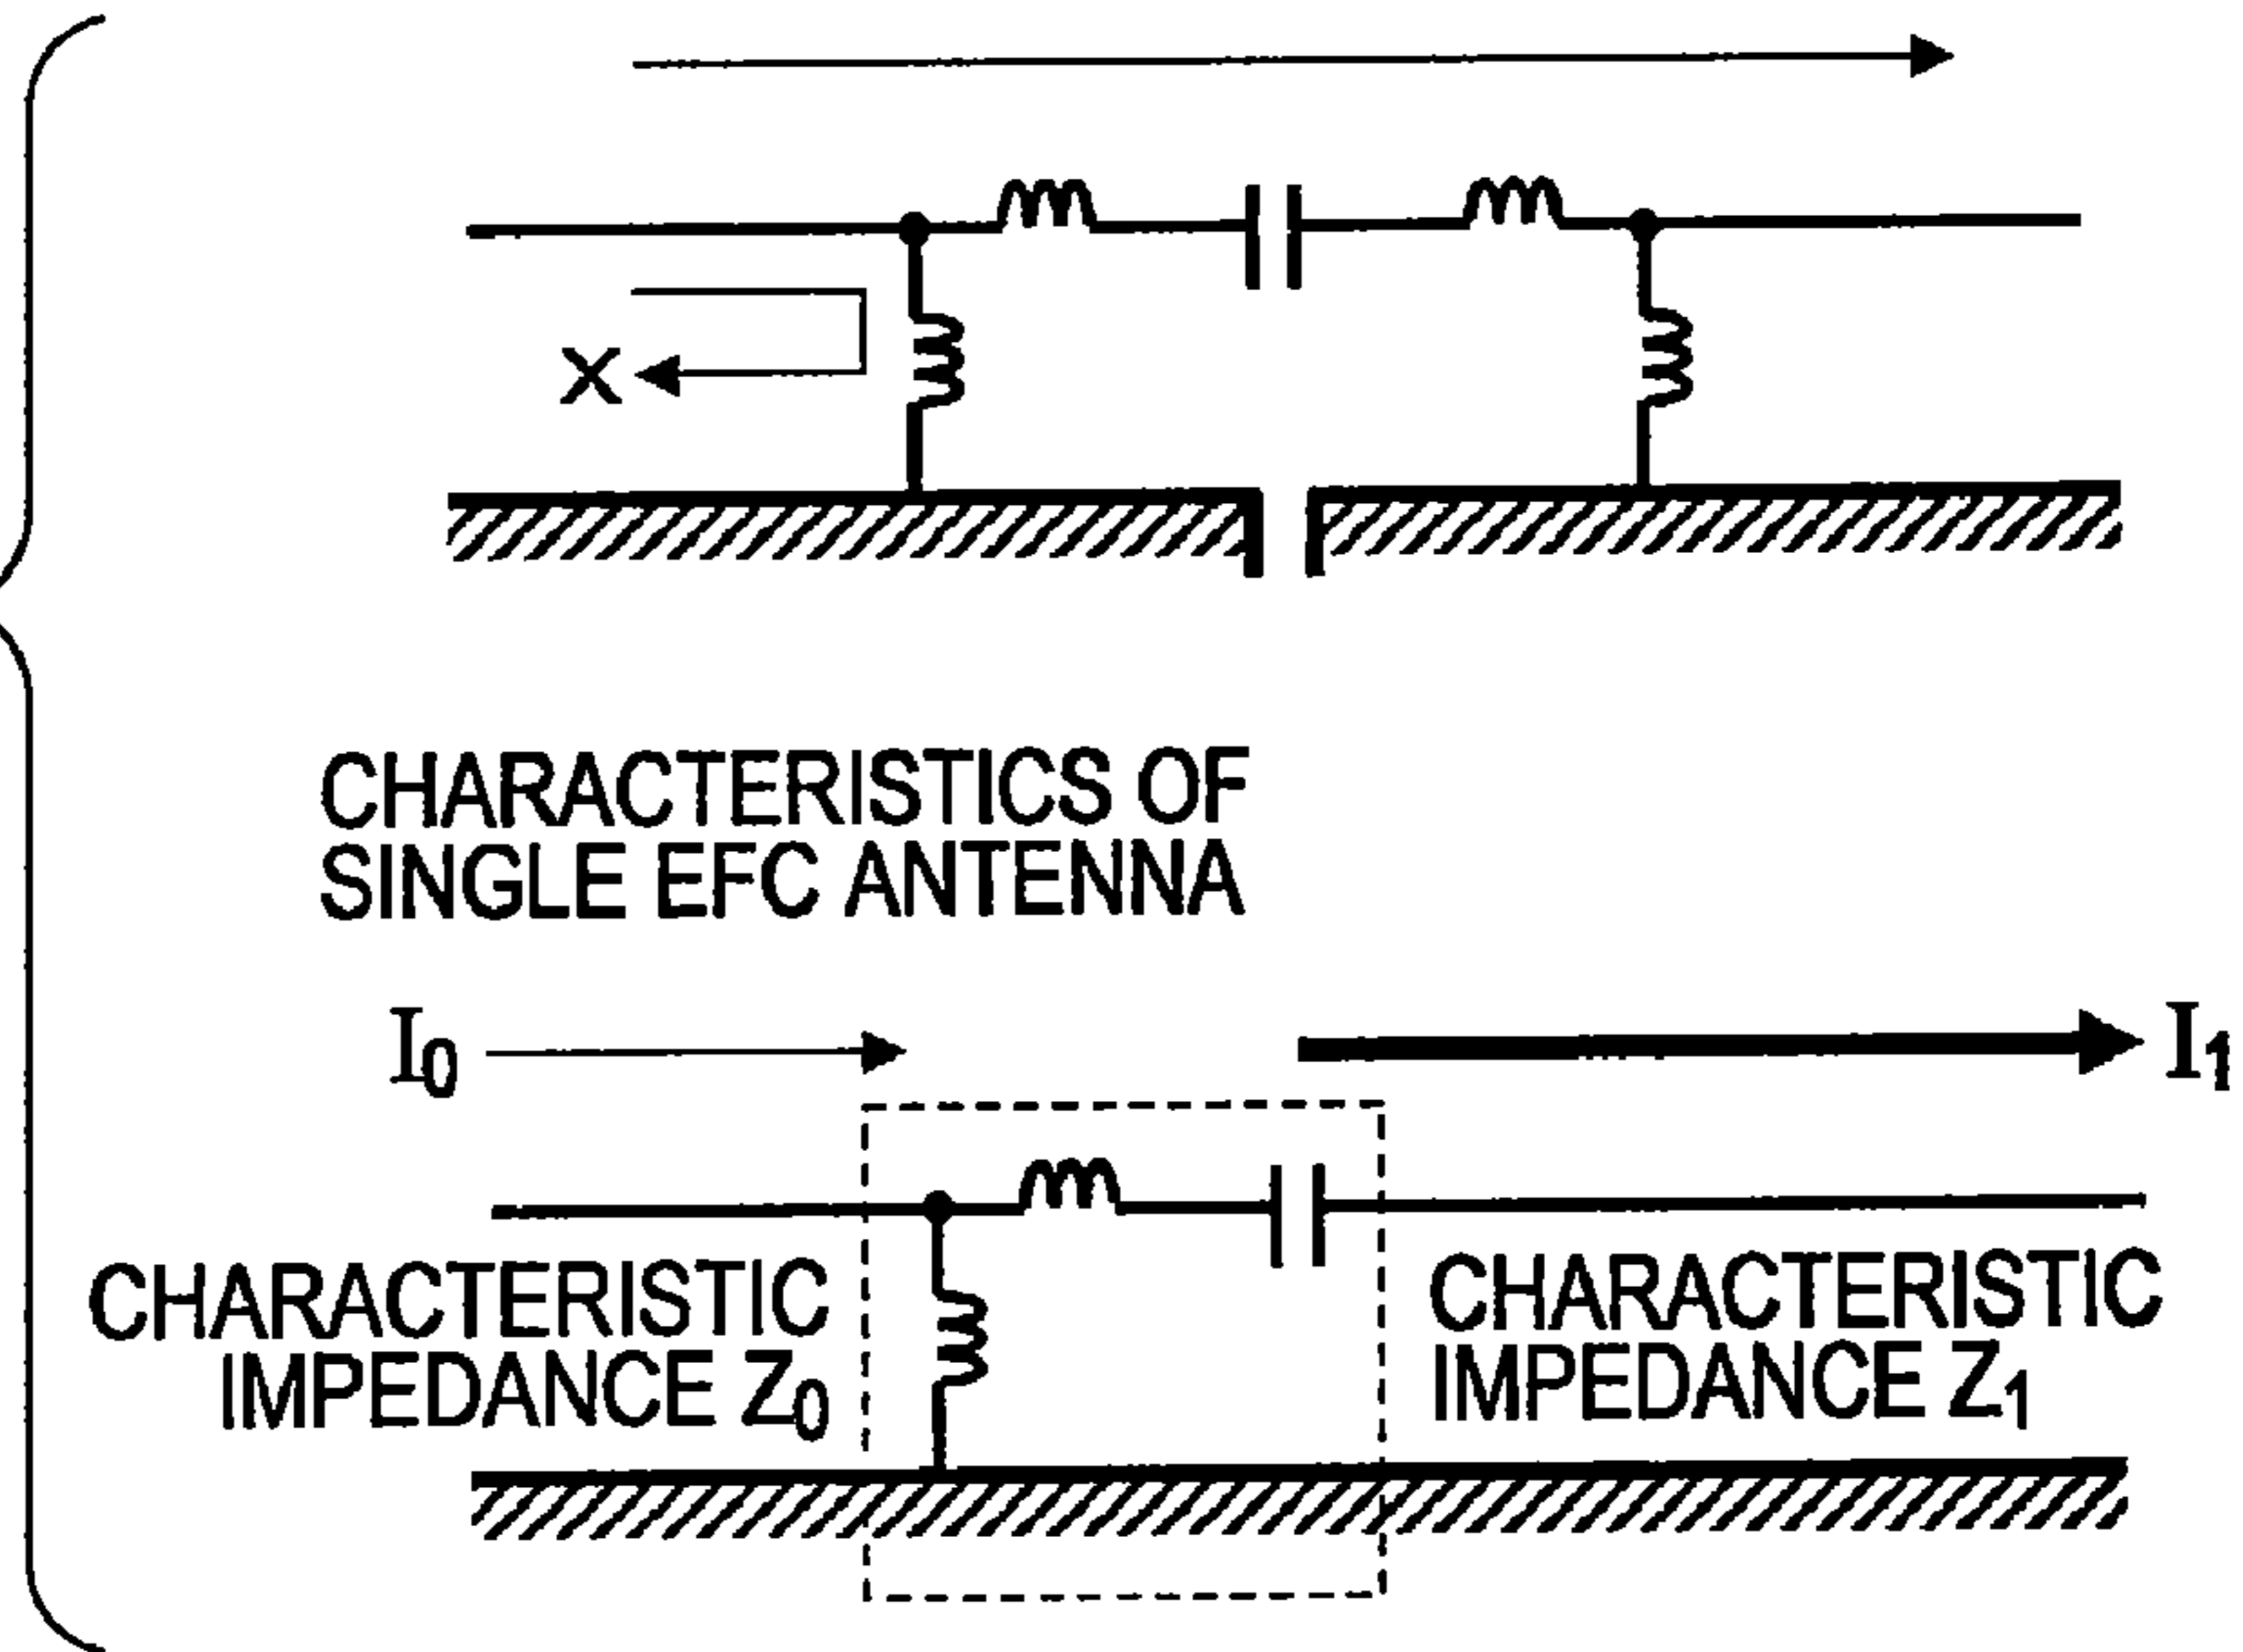 X
CHARACTERISTICS OF
SINGLE EFC ANTENNA
I₀
I₁
CHARACTERISTIC
IMPEDANCE Z₀
CHARACTERISTIC
IMPEDANCE Z₁